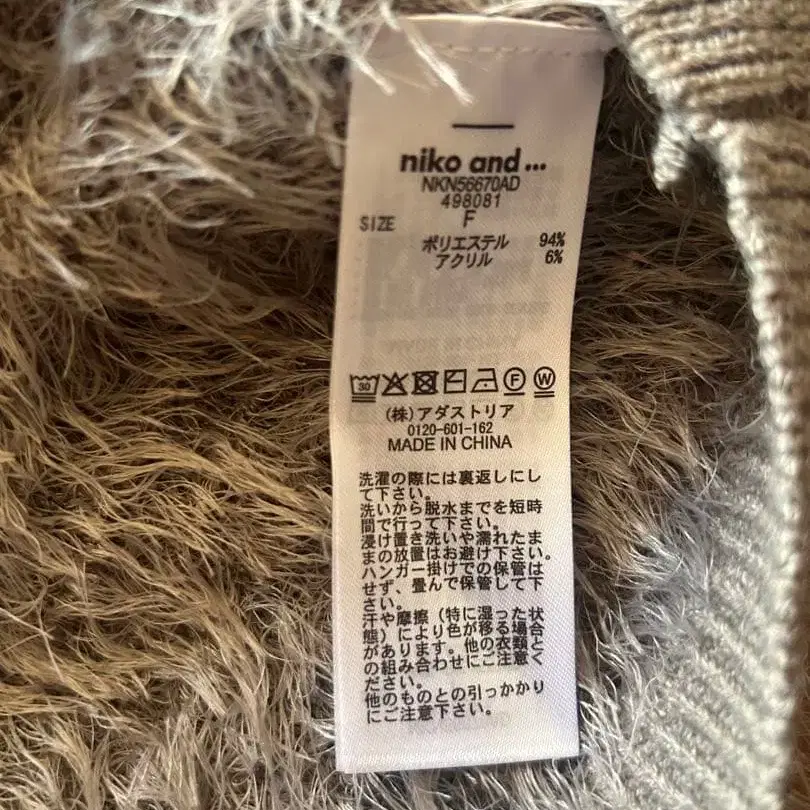 niko and ...
NKN56670AD
498081
SIZE F
ポリエステル 94%
アクリル 6%
30 F W
(株)アダストリア
0120-601-162
MADE IN CHINA
洗濯の際には裏返しにし
て下さい。
洗いから脱水までを短時
間で行って下さい。
浸け置き洗いや濡れたま
まの放置はお避け下さい。
ハンガー掛けでの保管は
せず、畳んで保管して下
さい。
汗や摩擦（特に湿った状
態）により色が移る場合
があります。他の衣類と
の組み合わせにご注意く
ださい。
他のものとの引っかかり
にご注意下さい。